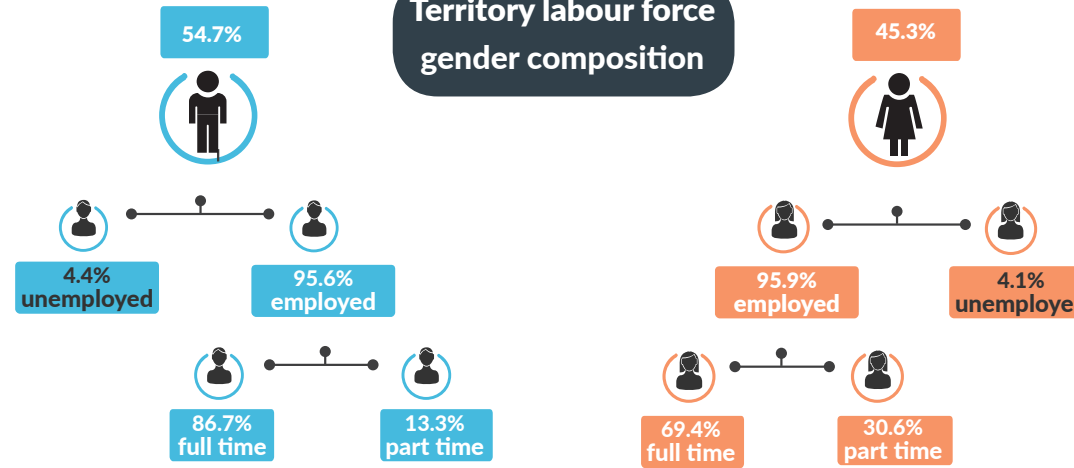 Territory labour force
gender composition
54.7%
45.3%
4.4%
unemployed
95.6%
employed
95.9%
employed
4.1%
unemploye
86.7%
full time
13.3%
part time
69.4%
full time
30.6%
part time